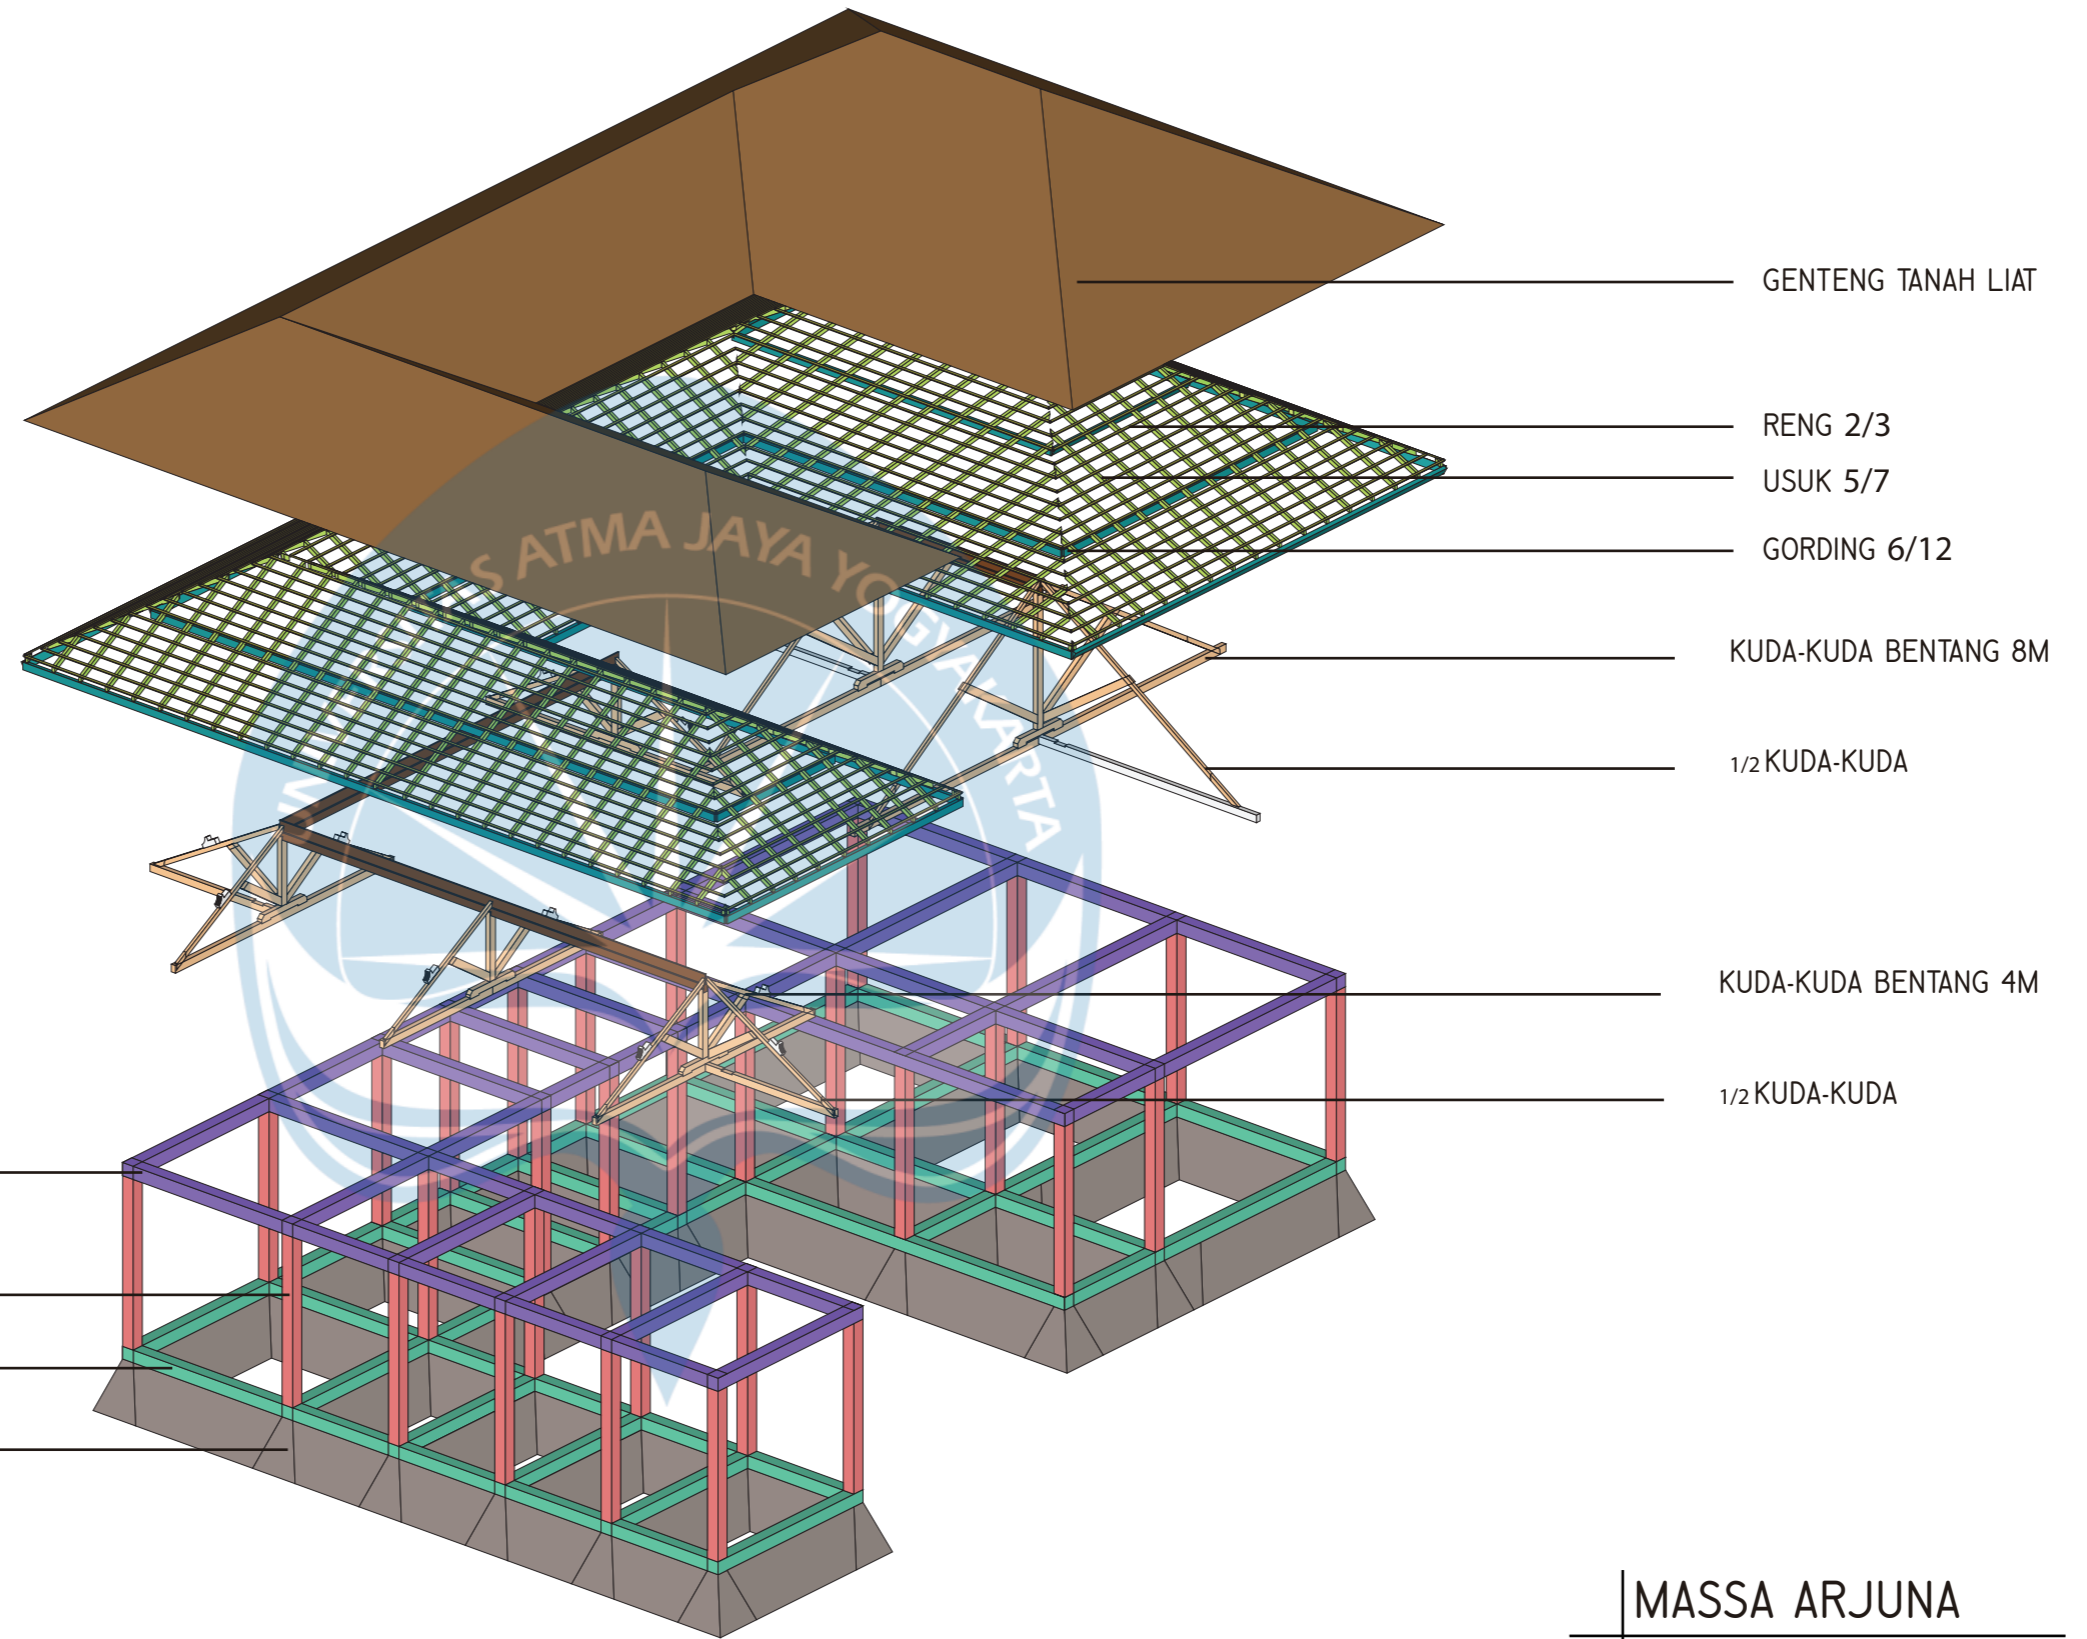 GENTENG TANAH LIAT
RENG 2/3
USUK 5/7
GORDING 6/12
KUDA-KUDA BENTANG 8M
1/2 KUDA-KUDA
KUDA-KUDA BENTANG 4M
1/2 KUDA-KUDA
S ATMA JAYA YOGYAKARTA
MASSA ARJUNA